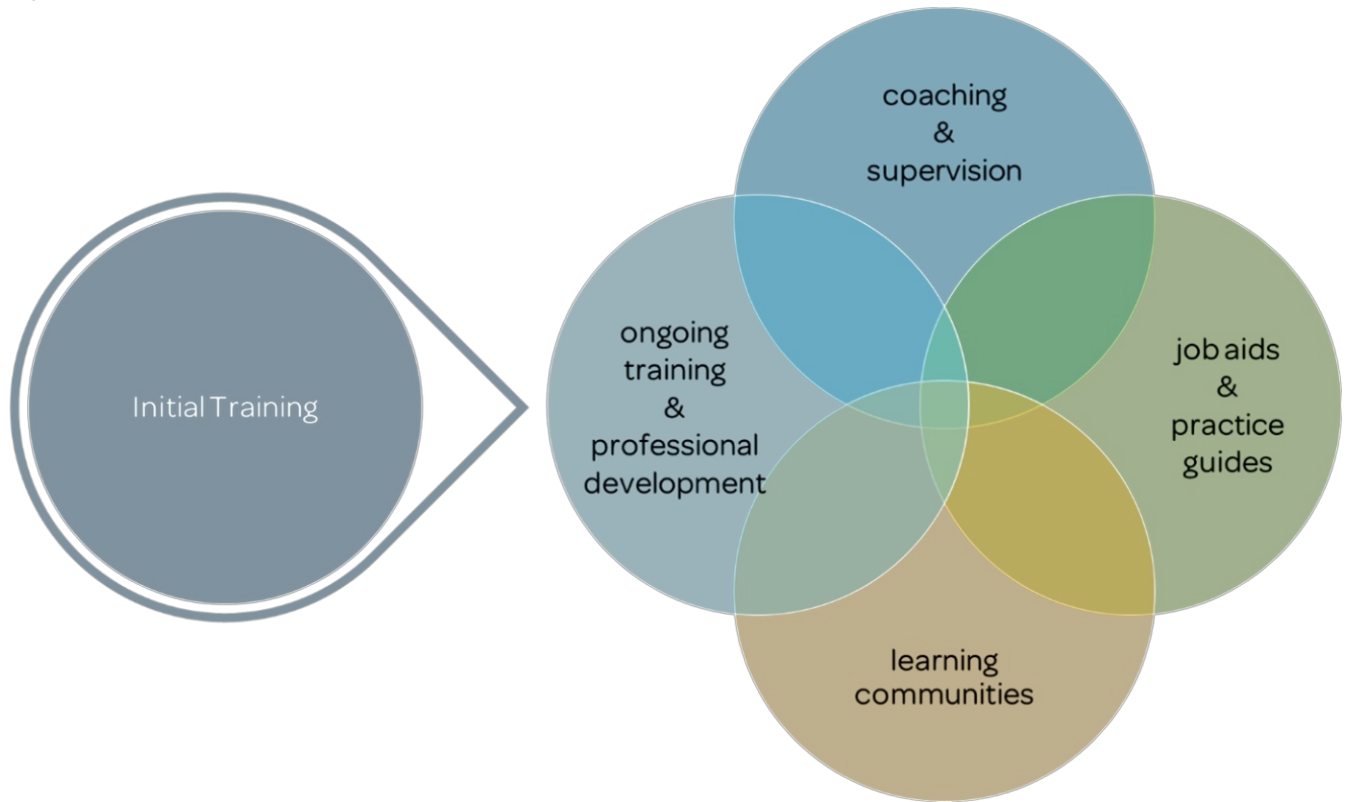 Initial Training
coaching
&
supervision
ongoing
training
&
professional
development
job aids
&
practice
guides
learning
communities